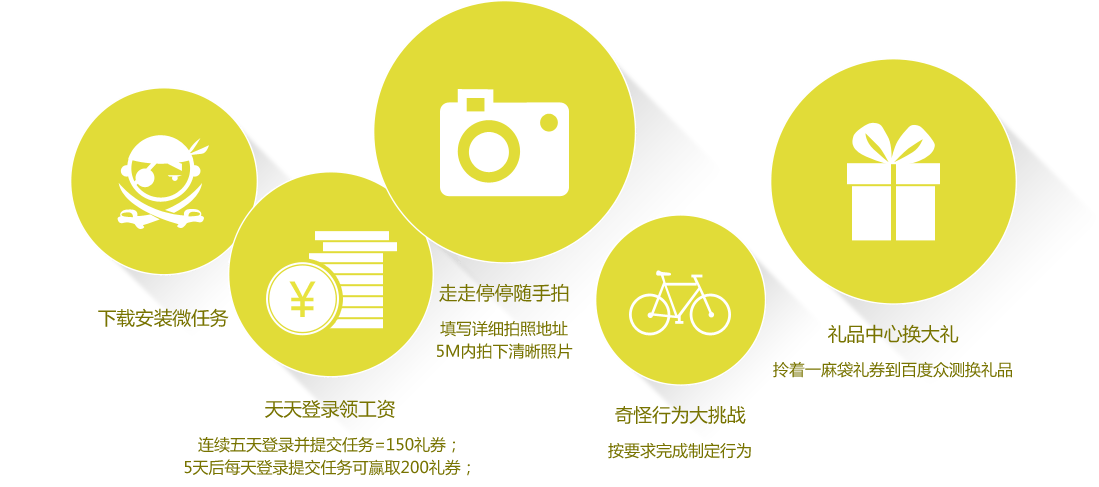 下载安装微任务
¥
天天登录领工资
连续五天登录并提交任务=150礼券；
5天后每天登录提交任务可赢取200礼券；
走走停停随手拍
填写详细拍照地址
5M内拍下清晰照片
奇怪行为大挑战
按要求完成制定行为
礼品中心换大礼
拎着一麻袋礼券到百度众测换礼品